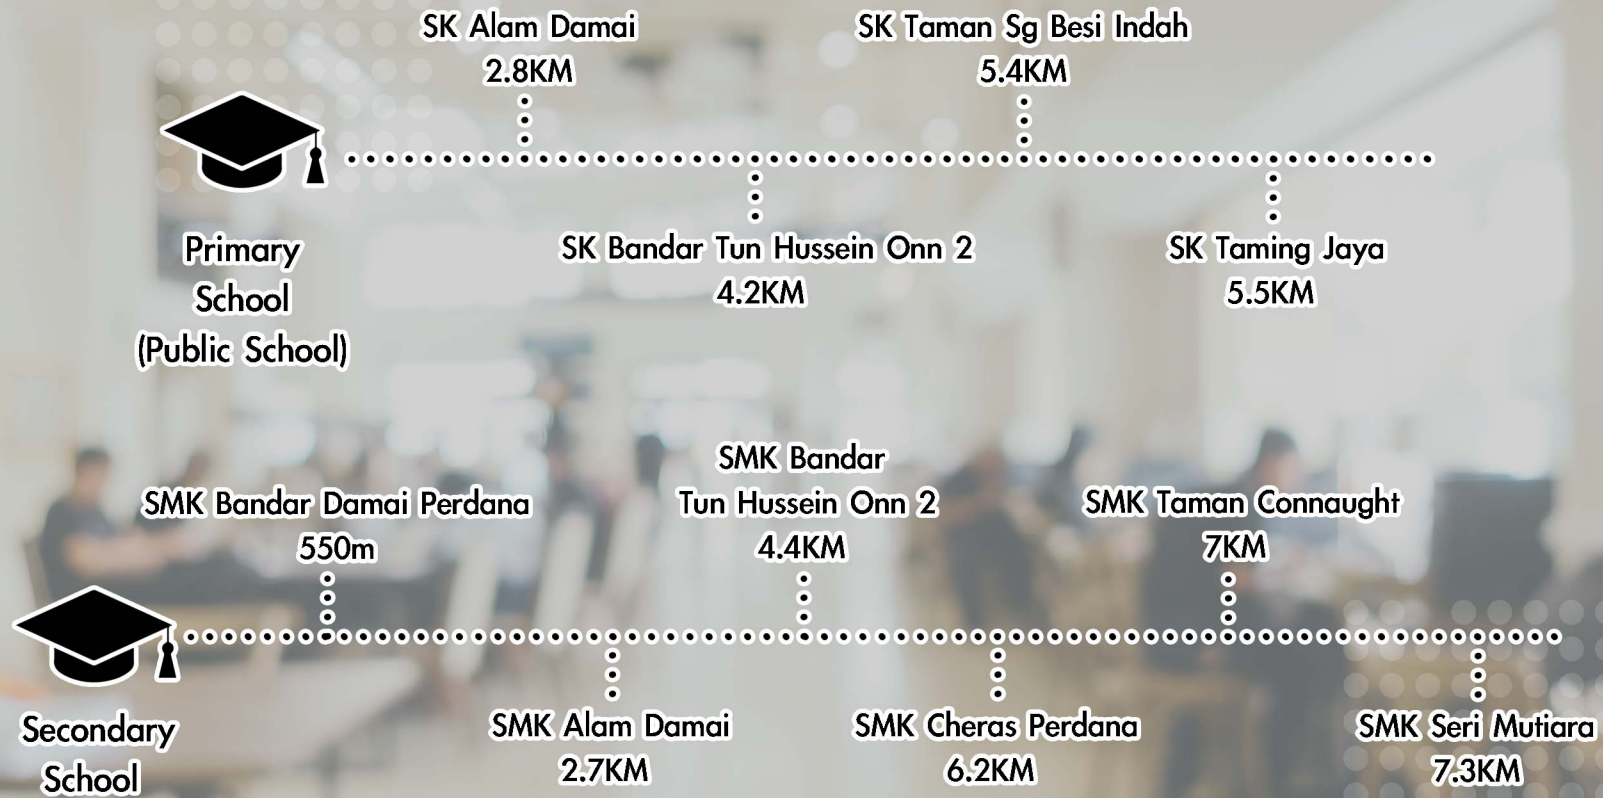 SK Alam Damai
2.8KM
SK Taman Sg Besi Indah
5.4KM
Primary
School
(Public School)
SK Bandar Tun Hussein Onn 2
4.2KM
SK Taming Jaya
5.5KM
SMK Bandar Damai Perdana
550m
SMK Bandar
Tun Hussein Onn 2
4.4KM
SMK Taman Connaught
7KM
Secondary
School
SMK Alam Damai
2.7KM
SMK Cheras Perdana
6.2KM
SMK Seri Mutiara
7.3KM